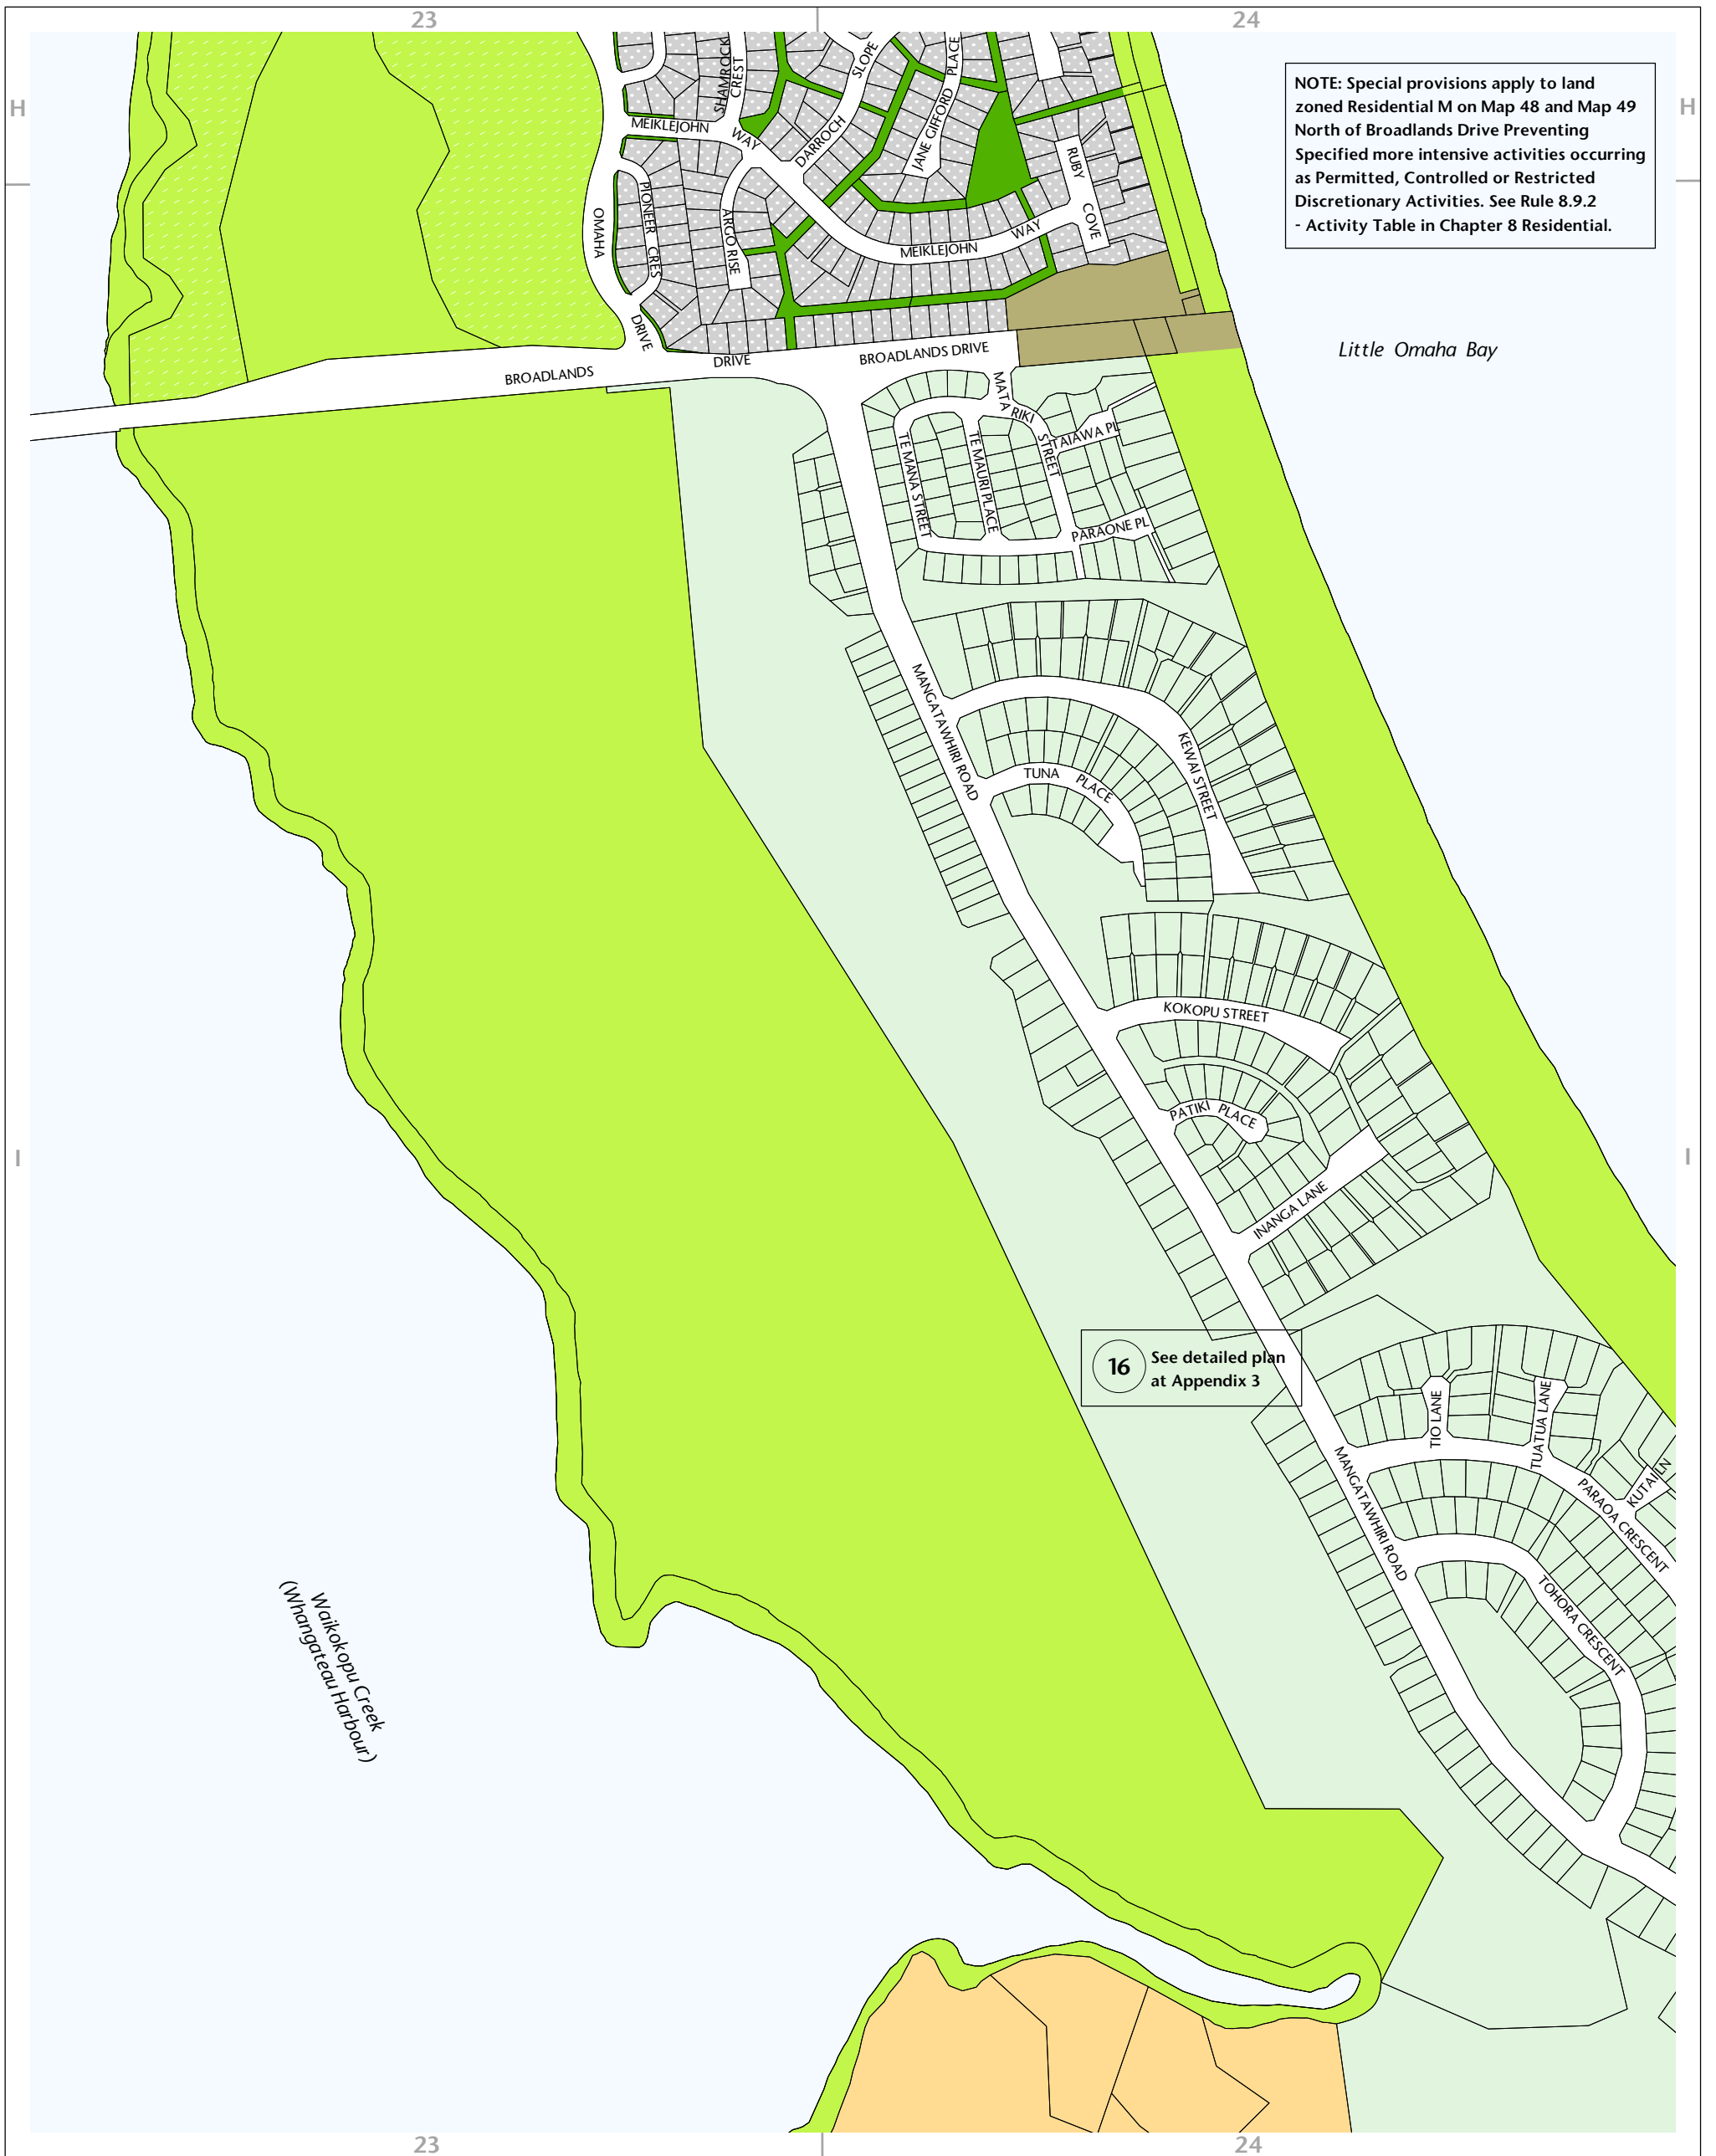 23
24
H
H
NOTE: Special provisions apply to land
zoned Residential M on Map 48 and Map 49
North of Broadlands Drive Preventing
Specified more intensive activities occurring
as Permitted, Controlled or Restricted
Discretionary Activities. See Rule 8.9.2
- Activity Table in Chapter 8 Residential.
SHAMROCK
CREST
SLOPE
DARROCH
JANE GIFFORD PLACE
MEIKLEJOHN
WAY
RUBY
COVE
PIONEER CRES
ARGO RISE
OMAHA
DRIVE
MEIKLEJOHN WAY
BROADLANDS
DRIVE
BROADLANDS DRIVE
Little Omaha Bay
MATA RIKI
STREET
TAIAWA PL
TE MANA STREET
TE MAURI PLACE
PARAONE PL
MANGATAWHIRI ROAD
KEWAI STREET
TUNA PLACE
KOKOPU STREET
PATIKI PLACE
INANGA LANE
I
I
16
See detailed plan
at Appendix 3
TIO LANE
TUATUA LANE
KUTAI LN
PARAOA CRESCENT
MANGATAWHIRI ROAD
TOHORA CRESCENT
Waikokopu Creek
(Whangateau Harbour)
23
24